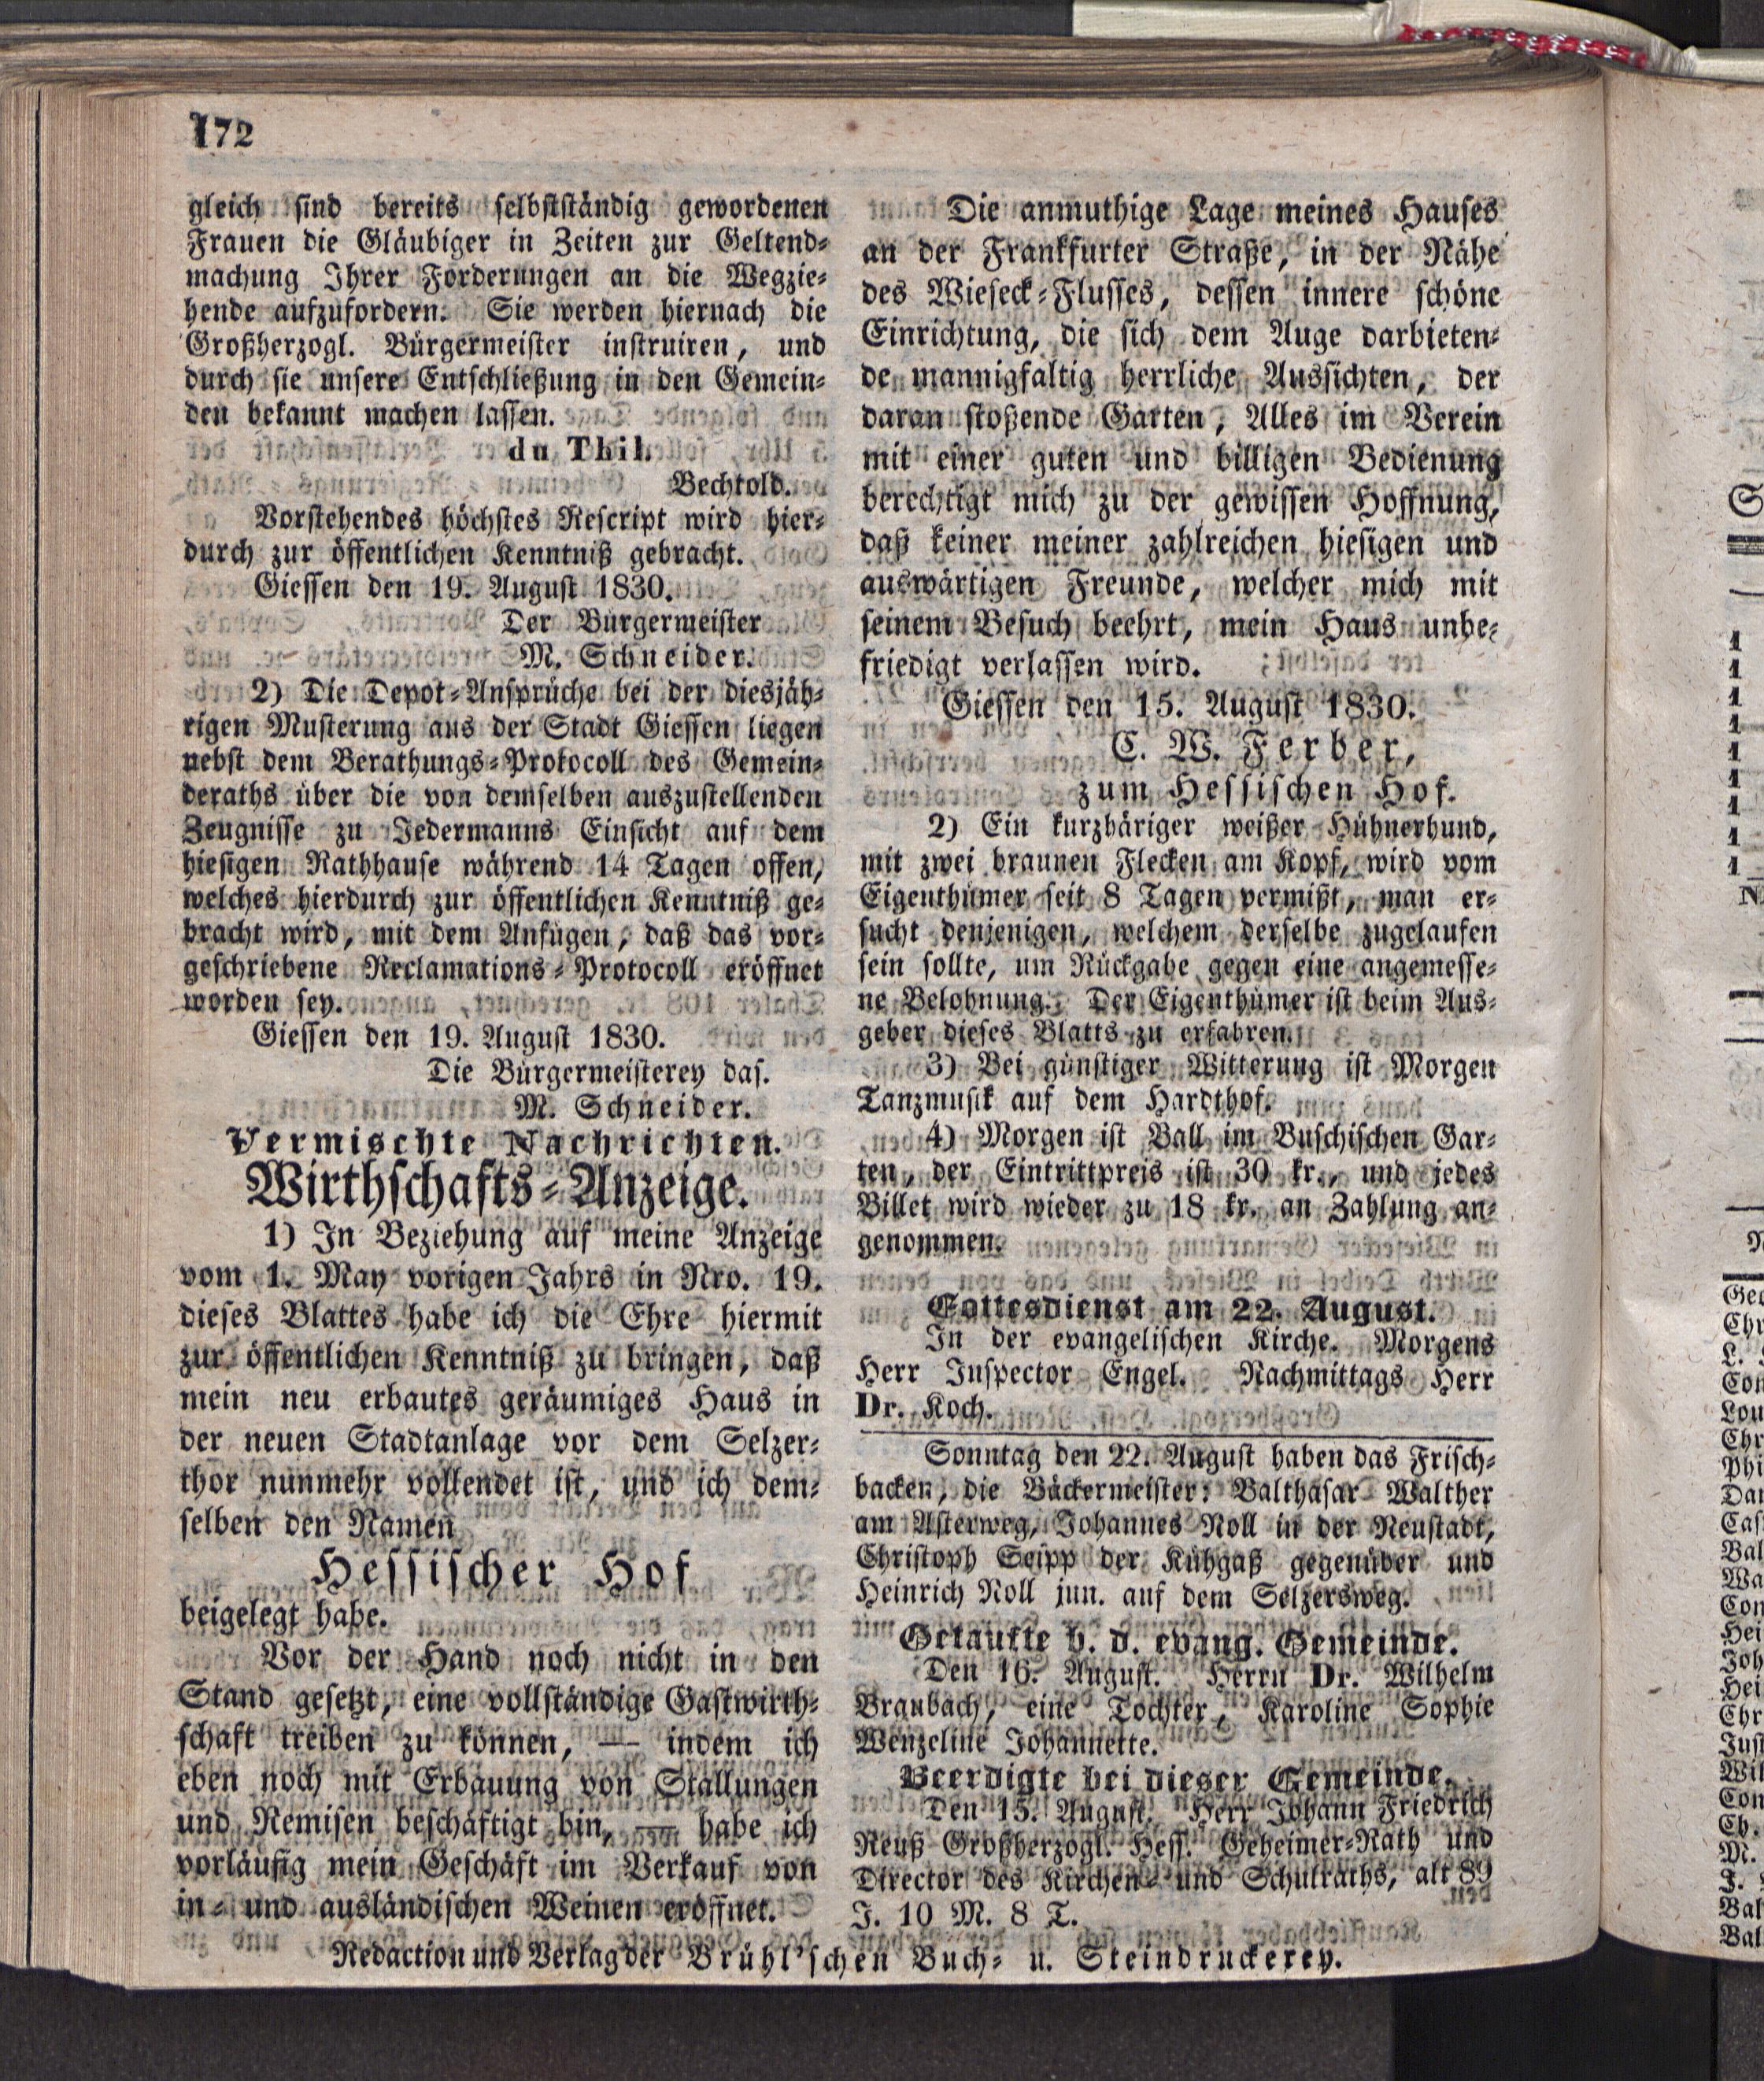 172
gleich sind bereits selbstständig gewordenen
Frauen die Gläubiger in Zeiten zur Geltend-
machung Ihrer Forderungen an die Wegzie-
hende aufzufordern. Sie werden hiernach die
Großherzogl. Bürgermeister instruiren, und
durch sie unsere Entschließung in den Gemein-
den bekannt machen lassen.
du Thil.
Bechtold.
Vorstehendes höchstes Rescript wird hier-
durch zur öffentlichen Kenntniß gebracht.
Giessen den 19. August 1830.
Der Bürgermeister
M. Schneider.
2) Die Depot-Ansprüche bei der diesjäh-
rigen Musterung aus der Stadt Giessen liegen
nebst dem Berathungs-Protocoll des Gemein-
deraths über die von demselben auszustellenden
Zeugnisse zu Jedermanns Einsicht auf dem
hiesigen Rathhause während 14 Tagen offen,
welches hierdurch zur öffentlichen Kenntniß ge-
bracht wird, mit dem Anfügen, daß das vor-
geschriebene Reclamations-Protocoll eröffnet
worden sey.
Giessen den 19. August 1830.
Die Bürgermeisterey das.
M. Schneider.
Vermischte Nachrichten.
Wirthschafts-Anzeige.
1) In Beziehung auf meine Anzeige
vom 1. May vorigen Jahrs in Nro. 19.
dieses Blattes habe ich die Ehre hiermit
zur öffentlichen Kenntniß zu bringen, daß
mein neu erbautes geräumiges Haus in
der neuen Stadtanlage vor dem Selzer-
thor nunmehr vollendet ist, und ich dem-
selben den Namen
Hessischer Hof
beigelegt habe.
Vor der Hand noch nicht in den
Stand gesetzt, eine vollständige Gastwirth-
schaft treiben zu können, — indem ich
eben noch mit Erbauung von Stallungen
und Remisen beschäftigt bin, — habe ich
vorläufig mein Geschäft im Verkauf von
in- und ausländischen Weinen eröffnet.
Die anmuthige Lage meines Hauses
an der Frankfurter Straße, in der Nähe
des Wieseck-Flusses, dessen innere schöne
Einrichtung, die sich dem Auge darbieten-
de mannigfaltig herrliche Aussichten, der
daran stoßende Garten, Alles im Verein
mit einer guten und billigen Bedienung
berechtigt mich zu der gewissen Hoffnung,
daß keiner meiner zahlreichen hiesigen und
auswärtigen Freunde, welcher mich mit
seinem Besuch beehrt, mein Haus unbe-
friedigt verlassen wird.
Giessen den 15. August 1830.
C. W. Ferber,
zum Hessischen Hof.
2) Ein kurzhäriger weißer Hühnerhund,
mit zwei braunen Flecken am Kopf, wird vom
Eigenthümer seit 8 Tagen vermißt, man er-
sucht denjenigen, welchem derselbe zugelaufen
sein sollte, um Rückgabe gegen eine angemesse-
ne Belohnung. Der Eigenthümer ist beim Aus-
geber dieses Blatts zu erfahren.
3) Bei günstiger Witterung ist Morgen
Tanzmusik auf dem Hardthof.
4) Morgen ist Ball im Buschischen Gar-
ten, der Eintrittpreis ist 30 kr., und jedes
Billet wird wieder zu 18 kr. an Zahlung an-
genommen.
Gottesdienst am 22. August.
In der evangelischen Kirche. Morgens
Herr Inspector Engel. Nachmittags Herr
Dr. Koch.
Sonntag den 22. August haben das Frisch-
backen, die Bäckermeister: Balthasar Walther
am Asterweg, Johannes Noll in der Neustadt,
Christoph Seipp der Kühgaß gegenüber und
Heinrich Noll jun. auf dem Selzersweg.
Getaufte b. d. evang. Gemeinde.
Den 16. August. Herrn Dr. Wilhelm
Braubach, eine Tochter, Karoline Sophie
Wenzeline Johannette.
Beerdigte bei dieser Gemeinde.
Den 15. August. Herr Johann Friedrich
Reuß Großherzogl. Hess. Geheimer-Rath und
Director des Kirchen- und Schulraths, alt 89
J. 10 M. 8 T.
Redaction und Verlag der Brühl'schen Buch- u. Steindruckerey.